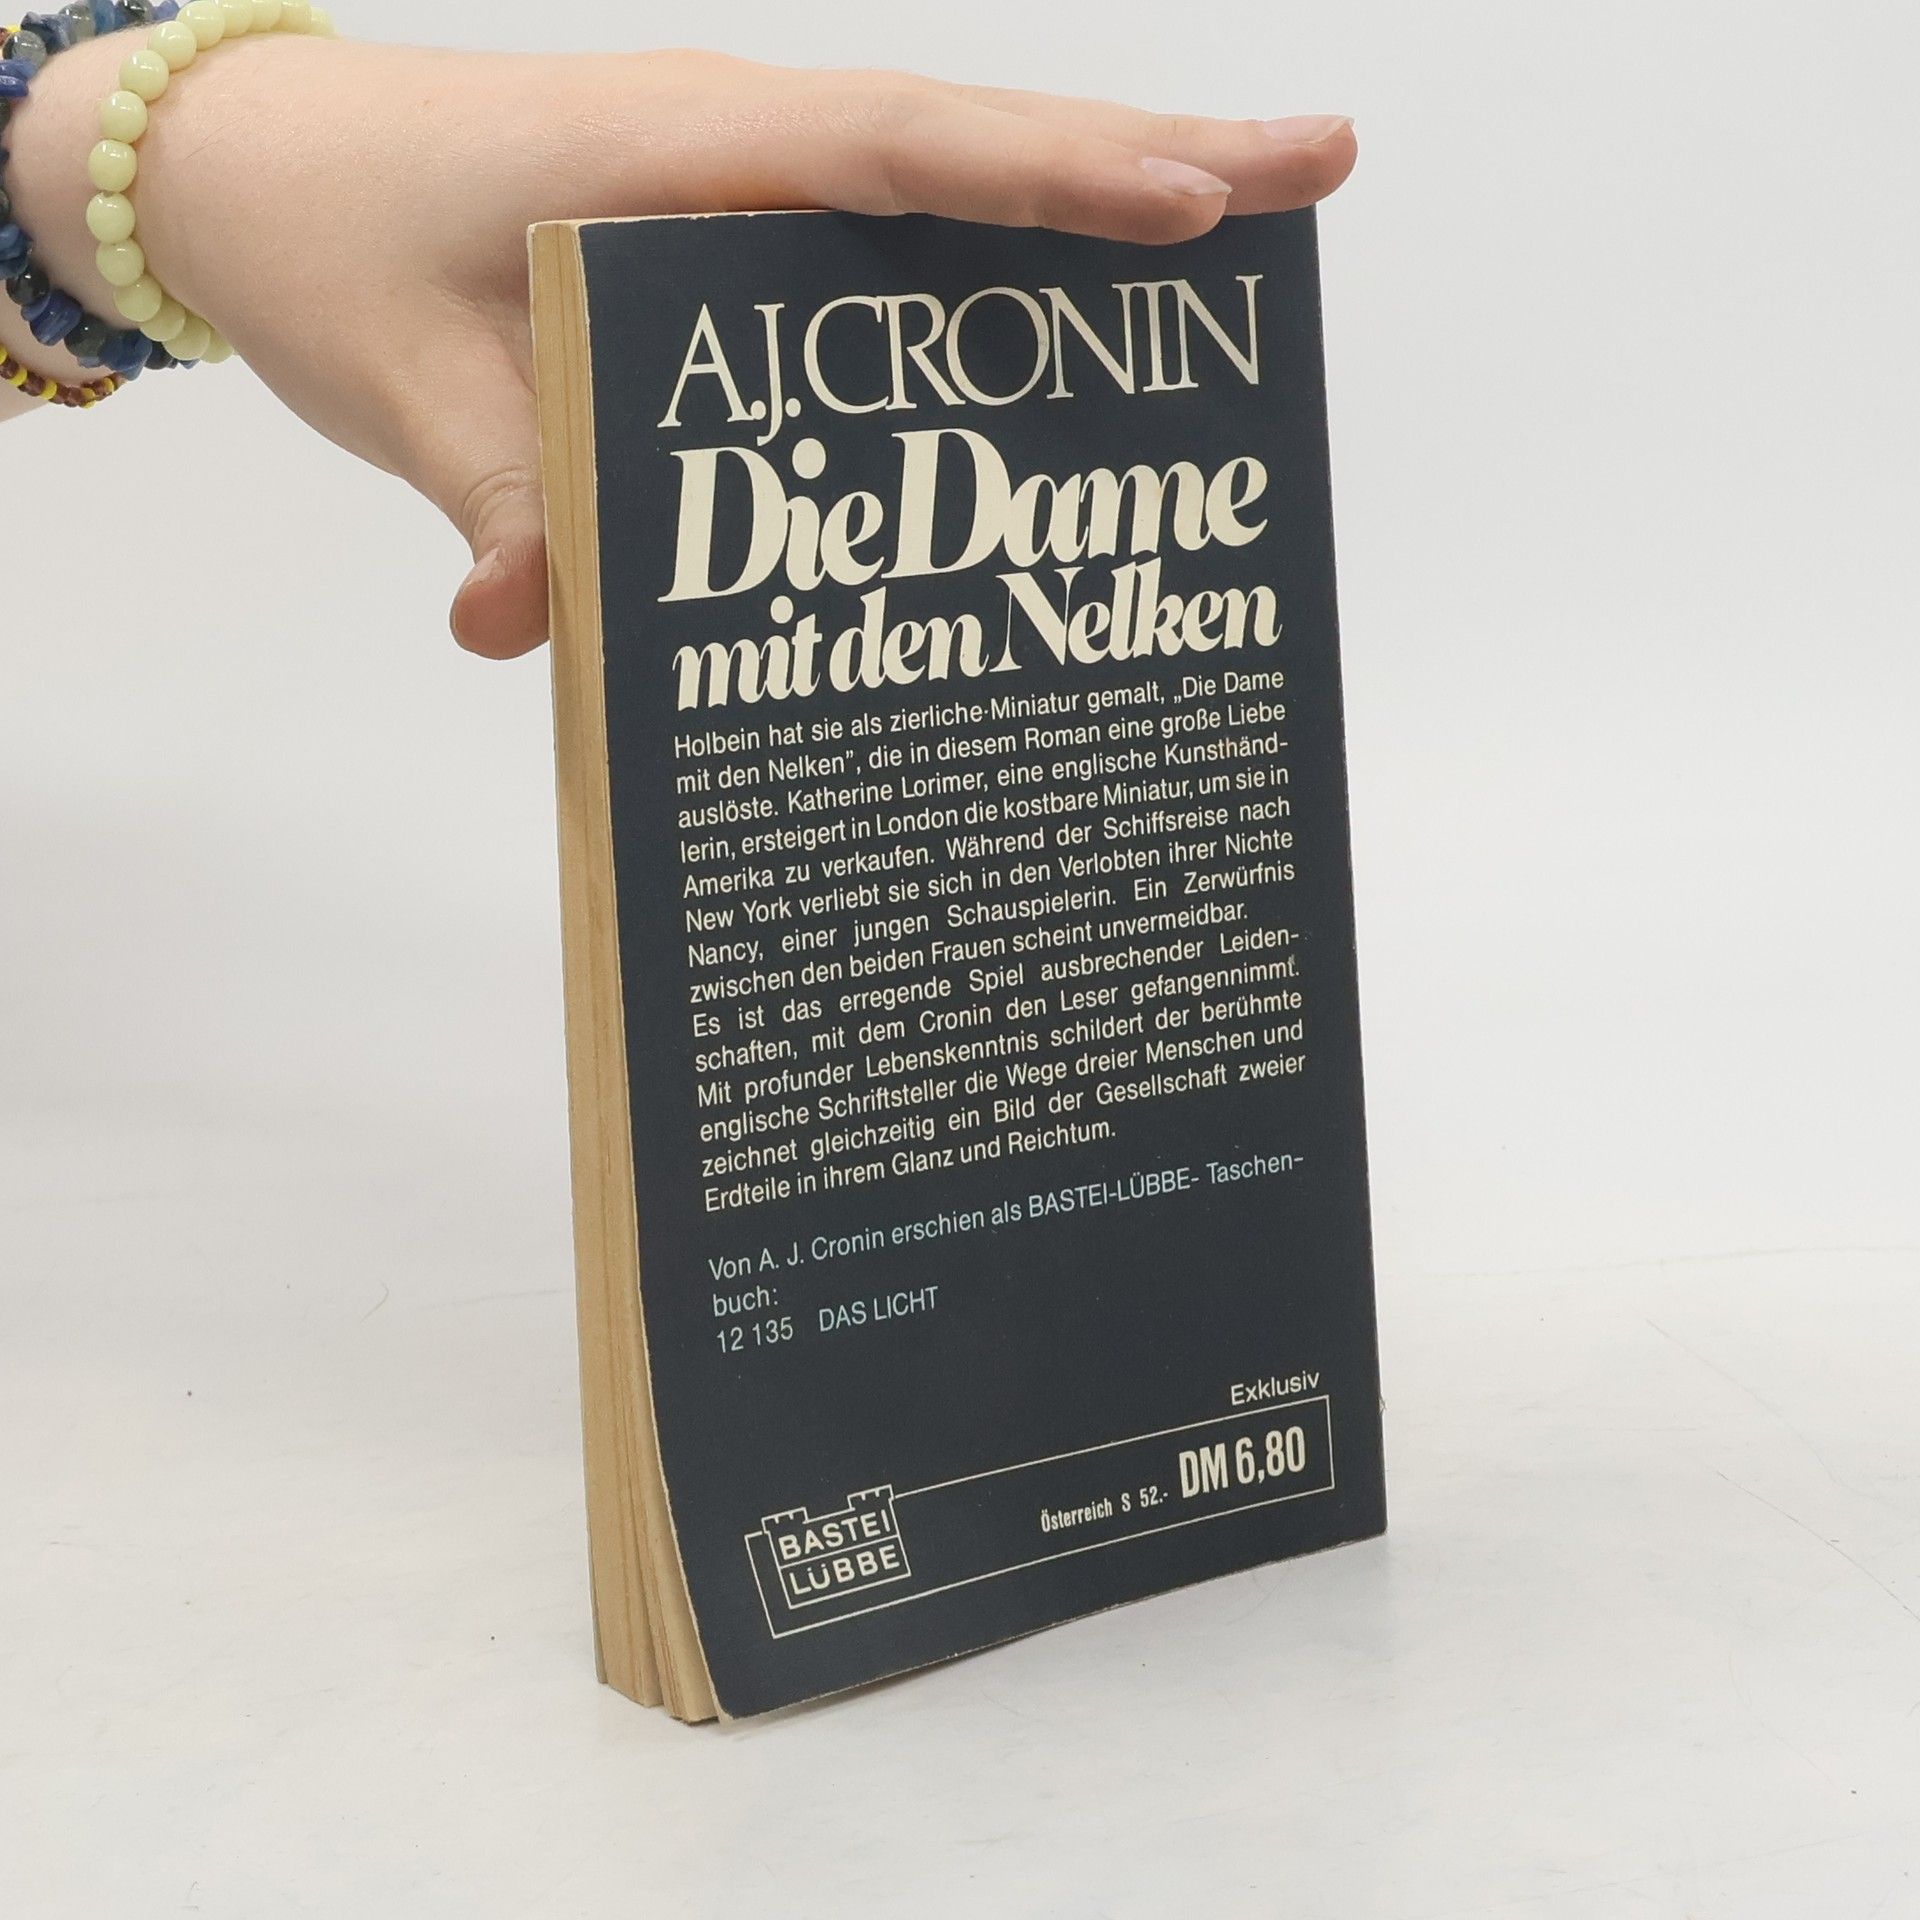 A.J. CRONIN
Die Dame
mit den Nelken
Holbein hat sie als zierliche Miniatur gemalt, „Die Dame
mit den Nelken”, die in diesem Roman eine große Liebe
auslöste. Katherine Lorimer, eine englische Kunsthänd-
lerin, ersteigert in London die kostbare Miniatur, um sie in
Amerika zu verkaufen. Während der Schiffsreise nach
New York verliebt sie sich in den Verlobten ihrer Nichte
Nancy, einer jungen Schauspielerin. Ein Zerwürfnis
zwischen den beiden Frauen scheint unvermeidbar.
Es ist das erregende Spiel ausbrechender Leiden-
schaften, mit dem Cronin den Leser gefangennimmt.
Mit profunder Lebenskenntnis schildert der berühmte
englische Schriftsteller die Wege dreier Menschen und
zeichnet gleichzeitig ein Bild der Gesellschaft zweier
Erdteile in ihrem Glanz und Reichtum.
Von A. J. Cronin erschien als BASTEI-LÜBBE- Taschen-
buch:
12 135 DAS LICHT
Exklusiv
Österreich S 52.- DM 6,80
BASTEI
LÜBBE